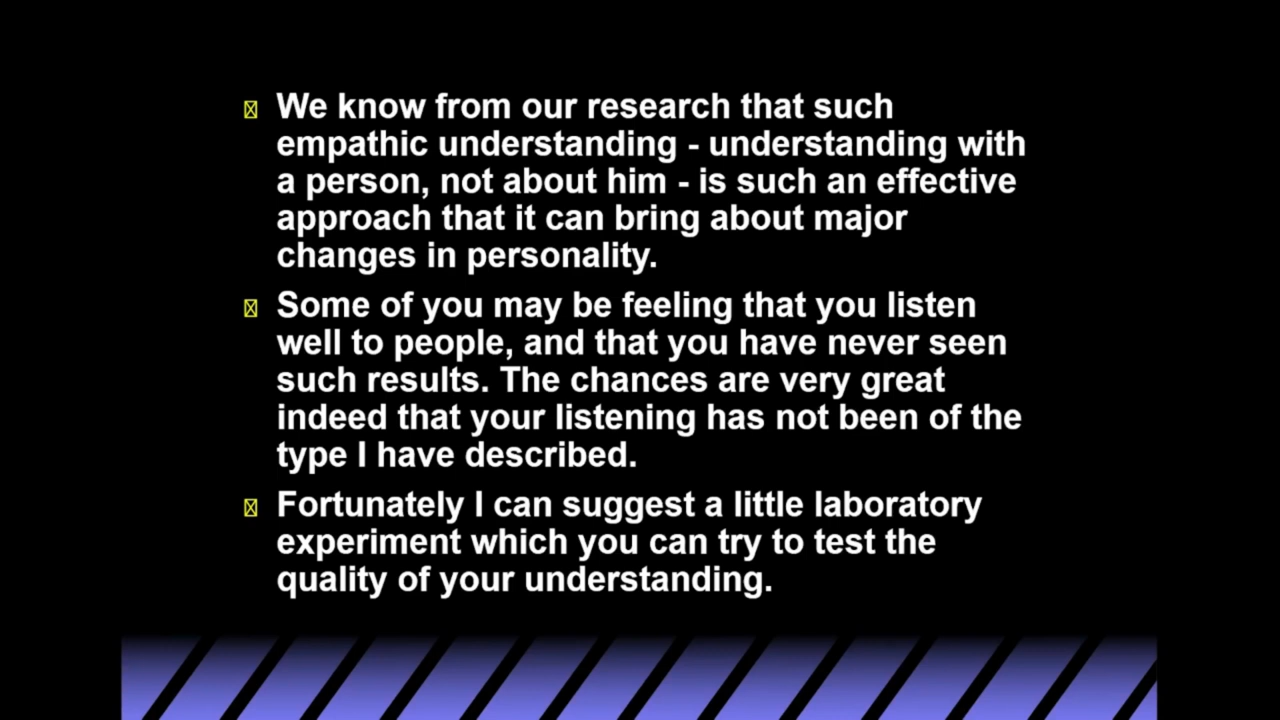 We know from our research that such
empathic understanding - understanding with
a person, not about him - is such an effective
approach that it can bring about major
changes in personality.
Some of you may be feeling that you listen
well to people, and that you have never seen
such results. The chances are very great
indeed that your listening has not been of the
type I have described.
Fortunately I can suggest a little laboratory
experiment which you can try to test the
quality of your understanding.